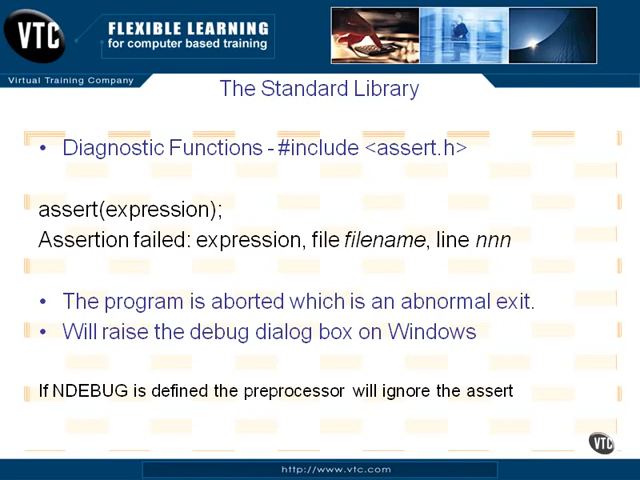 VTC
FLEXIBLE LEARNING
for computer based training
Virtual Training Company
The Standard Library
• Diagnostic Functions - #include <assert.h>
assert(expression);
Assertion failed: expression, file filename, line nnn
• The program is aborted which is an abnormal exit.
• Will raise the debug dialog box on Windows
If NDEBUG is defined the preprocessor will ignore the assert
VTC
http://www.vtc.com